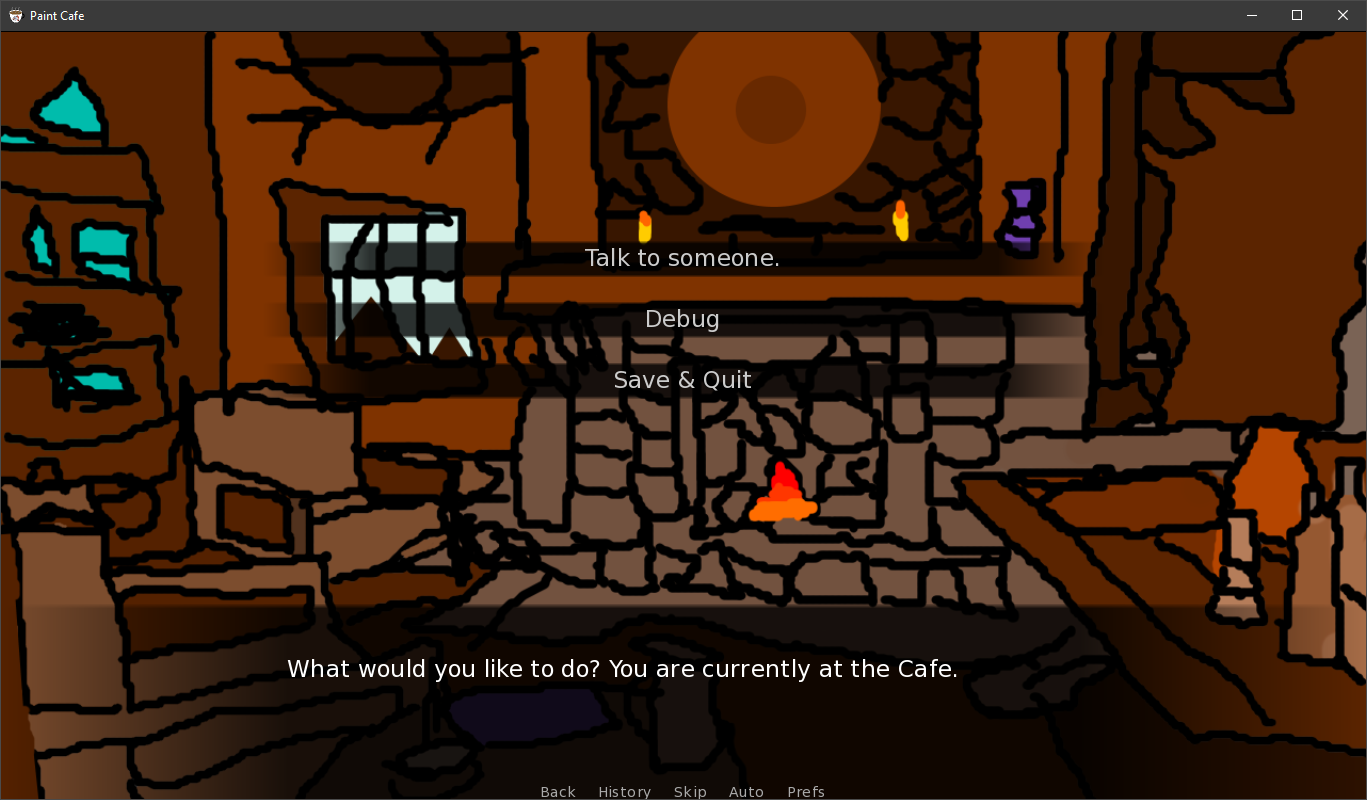 Paint Cafe
Talk to someone.
Debug
Save & Quit
What would you like to do? You are currently at the Cafe.
Back History Skip Auto Prefs